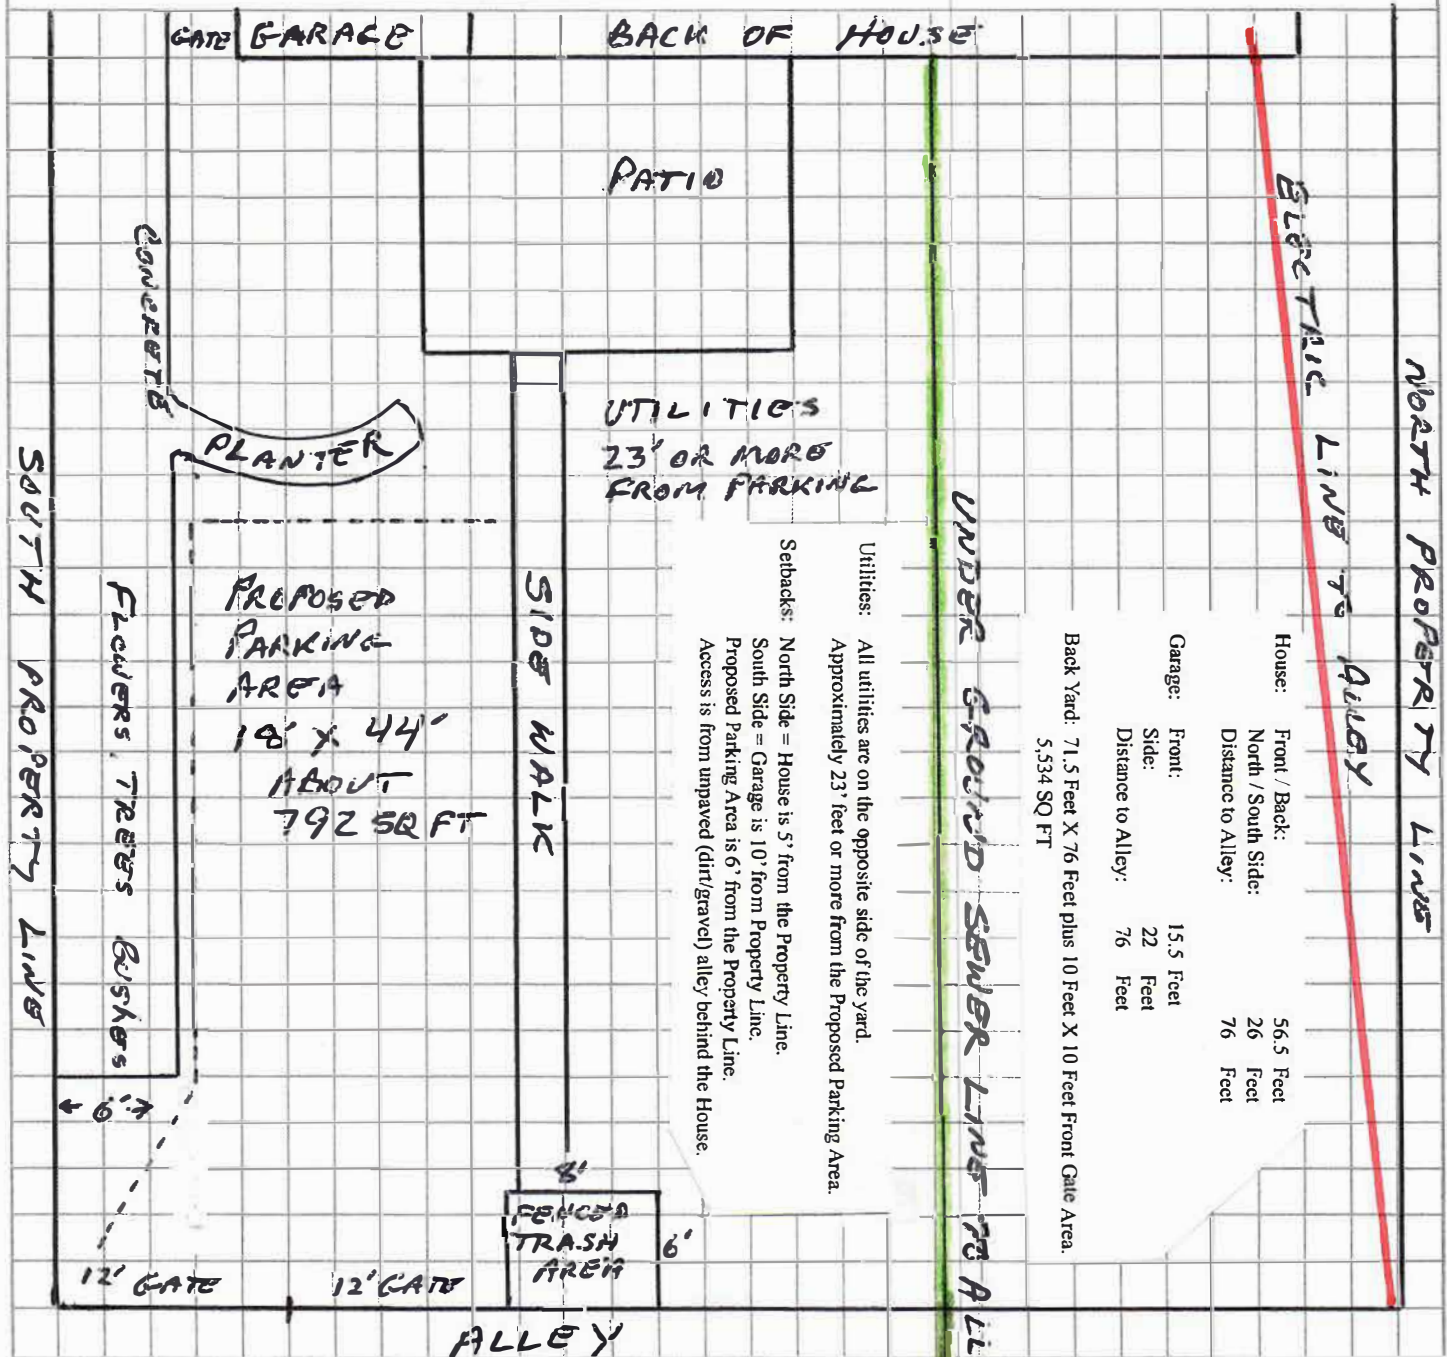 GATE GARAGE
BACK OF HOUSE
PATIO
CONCRETE
PLANTER
UTILITIES
23' OR MORE
FROM PARKING
ELECTRIC LINE TO ALLEY
NORTH PROPERTY LINE
SOUTH PROPERTY LINE
FLOWERS, TREES BUSHES
PROPOSED
PARKING
AREA
18' X 44'
ABOUT
792 SQ FT
SIDE WALK
UNDER GROUND SEWER LINE TO ALL
House: Front / Back: 56.5 Feet
North / South Side: 26 Feet
Distance to Alley: 76 Feet
Garage: Front: 15.5 Feet
Side: 22 Feet
Distance to Alley: 76 Feet
Back Yard: 71.5 Feet X 76 Feet plus 10 Feet X 10 Feet Front Gate Area.
5,534 SQ FT
Utilities: All utilities are on the opposite side of the yard.
Approximately 23' feet or more from the Proposed Parking Area.
Setbacks: North Side = House is 5' from the Property Line.
South Side = Garage is 10' from Property Line.
Proposed Parking Area is 6' from the Property Line.
Access is from unpaved (dirt/gravel) alley behind the House.
6'
8'
FENCED
TRASH
AREA
6'
12' GATE
12' GATE
ALLEY